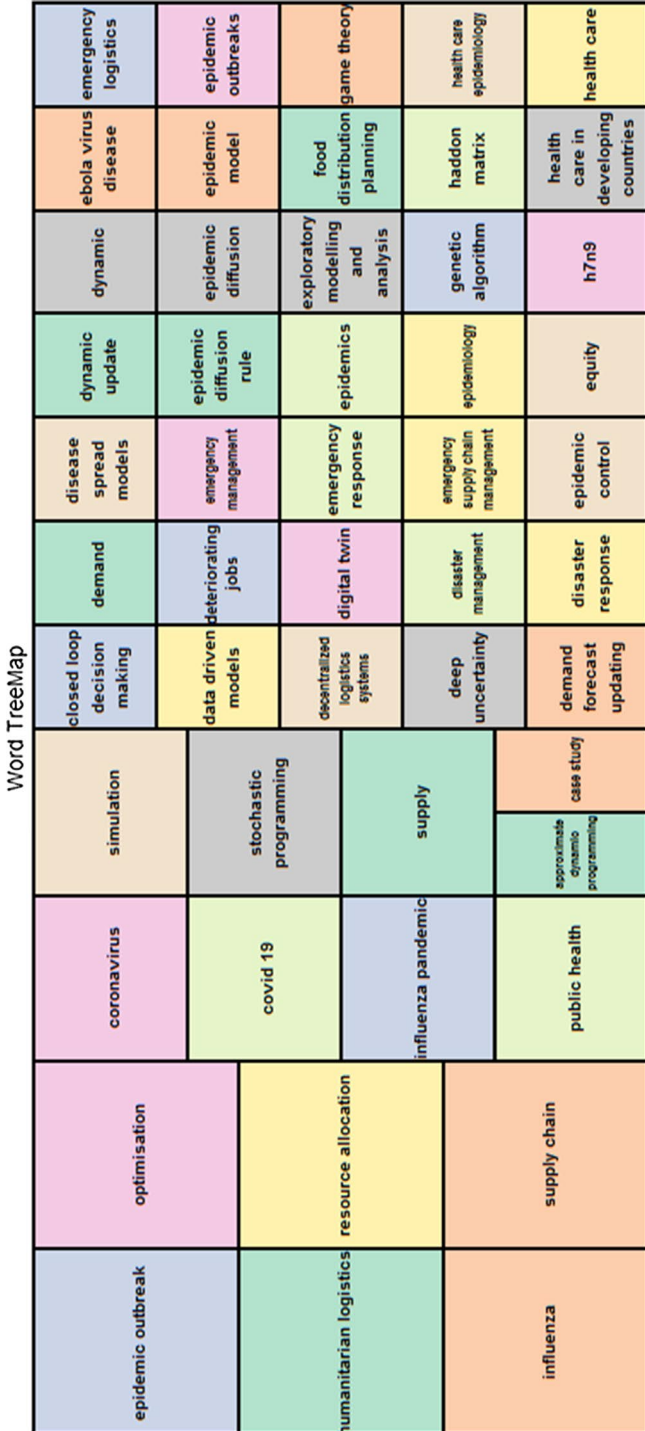 Word TreeMap
epidemic outbreak
humanitarian logistics
influenza
optimisation
resource allocation
supply chain
coronavirus
covid 19
influenza pandemic
public health
simulation
stochastic
programming
supply
approximate
dynamic
programming
case study
closed loop
decision
making
data driven
models
decentralized
logistics
systems
deep
uncertainty
demand
forecast
updating
demand
deteriorating
jobs
digital twin
disaster
management
disaster
response
disease
spread
models
emergency
management
emergency
response
emergency
supply chain
management
epidemic
control
dynamic
update
epidemic
diffusion
rule
epidemics
epidemiology
equity
dynamic
epidemic
diffusion
exploratory
modelling
and
analysis
genetic
algorithm
h7n9
ebola virus
disease
epidemic
model
food
distribution
planning
haddon
matrix
health
care in
developing
countries
emergency
logistics
epidemic
outbreaks
game theory
health care
epidemiology
health care